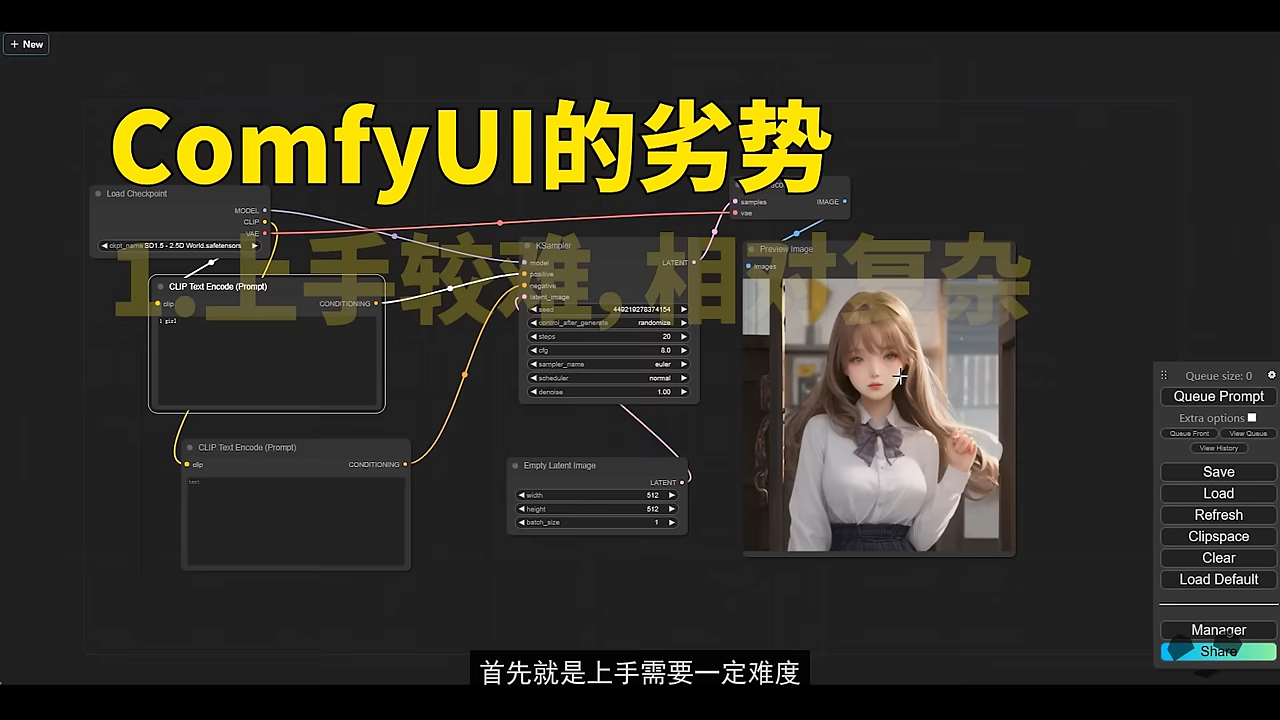 + New
ComfyUI的劣势
1.上手较难,相对复杂
Load Checkpoint
MODEL
CLIP
VAE
ckpt_name SD1.5 - 2.5D World.safetensors
CLIP Text Encode (Prompt)
clip
CONDITIONING
1 girl
CLIP Text Encode (Prompt)
clip
CONDITIONING
text
KSampler
model
LATENT
positive
negative
latent_image
seed 449219278374154
control_after_generate randomize
steps 20
cfg 8.0
sampler_name euler
scheduler normal
denoise 1.00
Empty Latent Image
LATENT
width 512
height 512
batch_size 1
samples
IMAGE
vae
Preview Image
images
Queue size: 0
Queue Prompt
Extra options
Queue Front
View Queue
View History
Save
Load
Refresh
Clipspace
Clear
Load Default
Manager
Share
首先就是上手需要一定难度